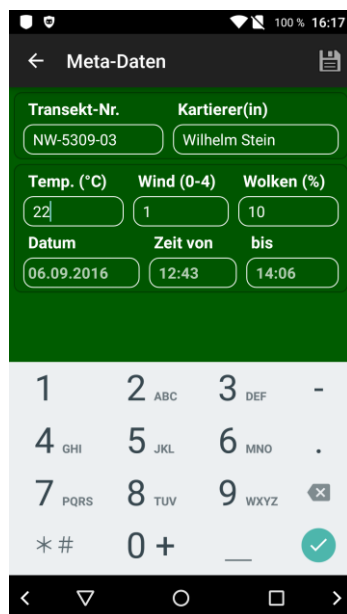 100 % 16:17
Meta-Daten
Transekt-Nr. Kartierer(in)
NW-5309-03 Wilhelm Stein
Temp. (°C) Wind (0-4) Wolken (%)
22 1 10
Datum Zeit von bis
06.09.2016 12:43 14:06
1 2 ABC 3 DEF -
4 GHI 5 JKL 6 MNO .
7 PQRS 8 TUV 9 WXYZ
*# 0 + _